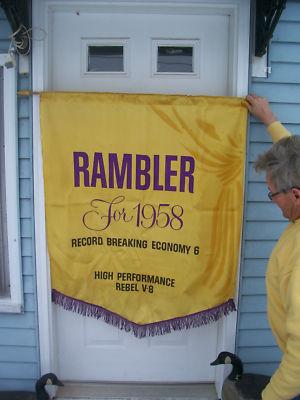 RAMBLER
For 1958
RECORD BREAKING ECONOMY 6
HIGH PERFORMANCE
REBEL V-8